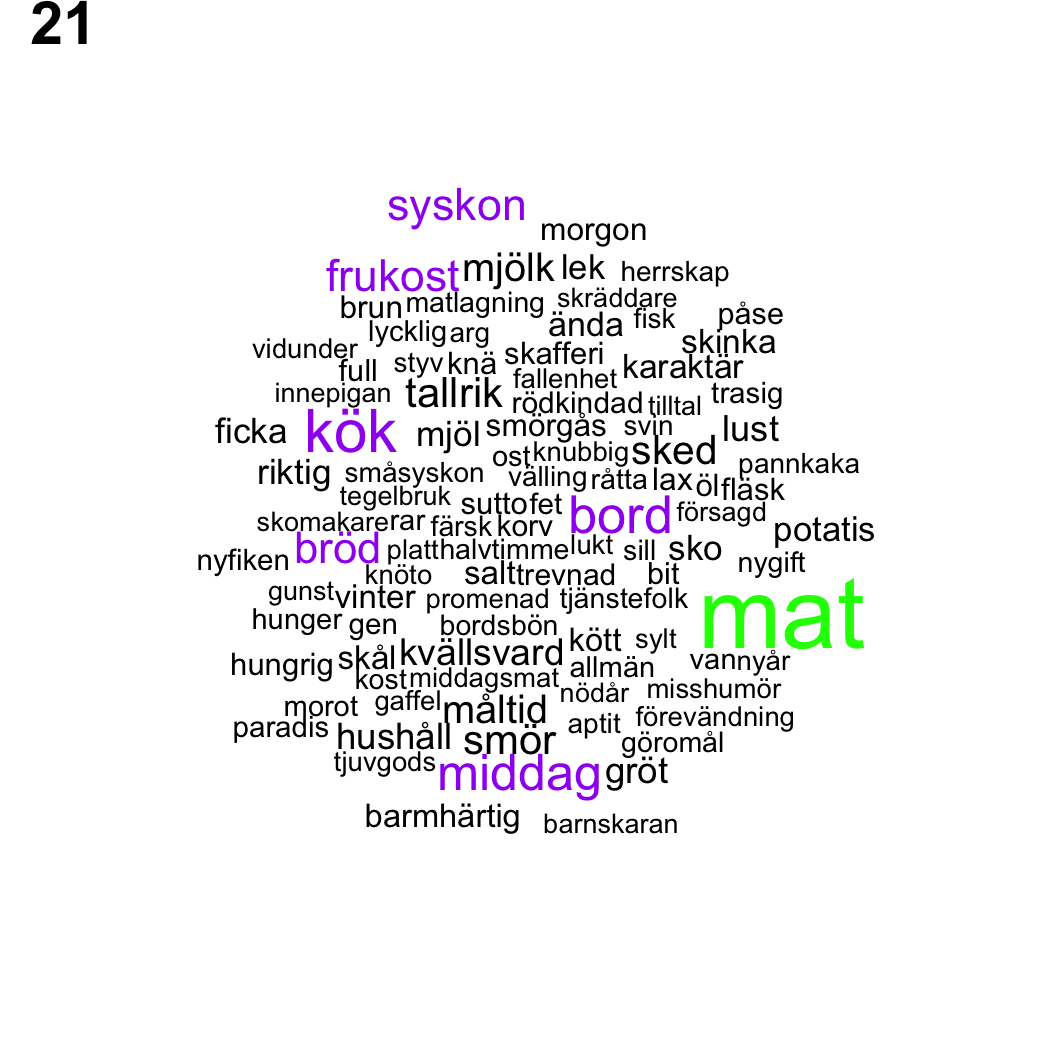 21
syskon
morgon
frukost mjölk lek herrskap
brun matlagning skräddare
lycklig arg ända fisk påse
vidunder styv knä skafferi skinka
full fallenhet karaktär
innepigan tallrik rödkindad tilltal trasig
ficka kök mjöl smörgås svin lust
riktig småsyskon ost knubbig sked pannkaka
tegelbruk välling råtta lax öl fläsk
suttofet
skomakare rar färsk korv bord försagd potatis
nyfiken bröd platt halvtimme lukt sill sko nygift
knöto salt trevnad bit
gunst vinter promenad tjänstefolk mat
hunger gen bordsbön kött sylt
hungrig skål kvällsvard allmän van nyår
kost middagsmat nödår misshumör
morot gaffel måltid aptit förevändning
paradis hushåll smör göromål
tjuvgods middag gröt
barmhärtig barnskaran